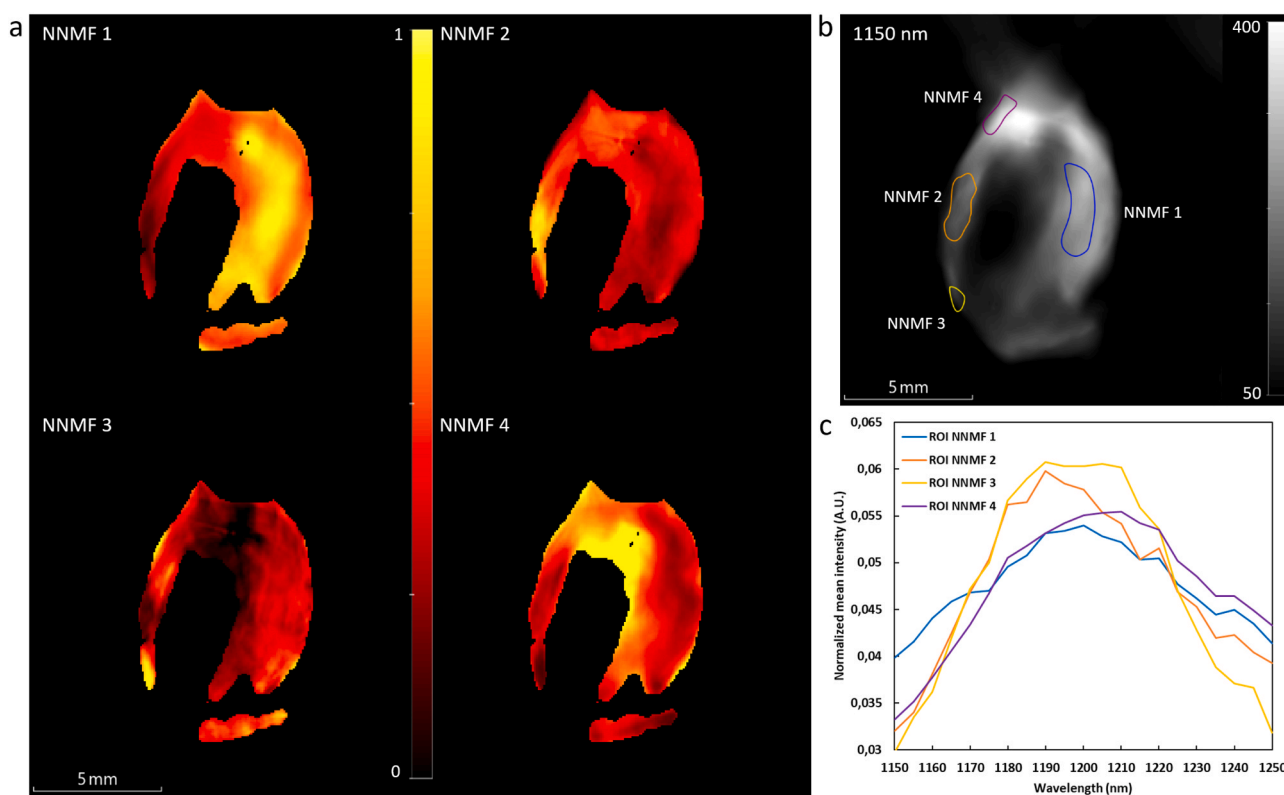 a
NNMF 1
1
NNMF 2
NNMF 3
NNMF 4
0
5 mm
b
1150 nm
400
NNMF 4
NNMF 2
NNMF 1
NNMF 3
5 mm
50
c
0,065
0,06
0,055
0,05
0,045
0,04
0,035
0,03
Normalized mean intensity (A.U.)
ROI NNMF 1
ROI NNMF 2
ROI NNMF 3
ROI NNMF 4
1150 1160 1170 1180 1190 1200 1210 1220 1230 1240 1250
Wavelength (nm)